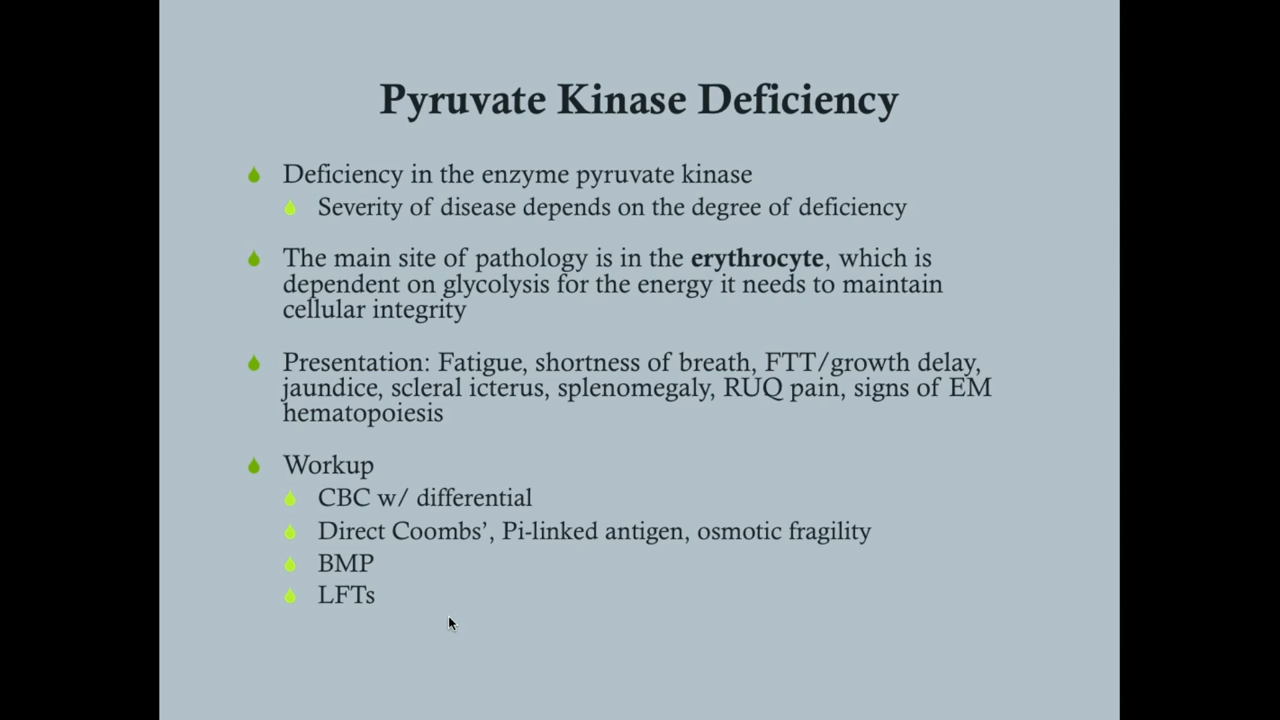 Pyruvate Kinase Deficiency
Deficiency in the enzyme pyruvate kinase
Severity of disease depends on the degree of deficiency
The main site of pathology is in the erythrocyte, which is
dependent on glycolysis for the energy it needs to maintain
cellular integrity
Presentation: Fatigue, shortness of breath, FTT/growth delay,
jaundice, scleral icterus, splenomegaly, RUQ pain, signs of EM
hematopoiesis
Workup
CBC w/ differential
Direct Coombs’, Pi-linked antigen, osmotic fragility
BMP
LFTs